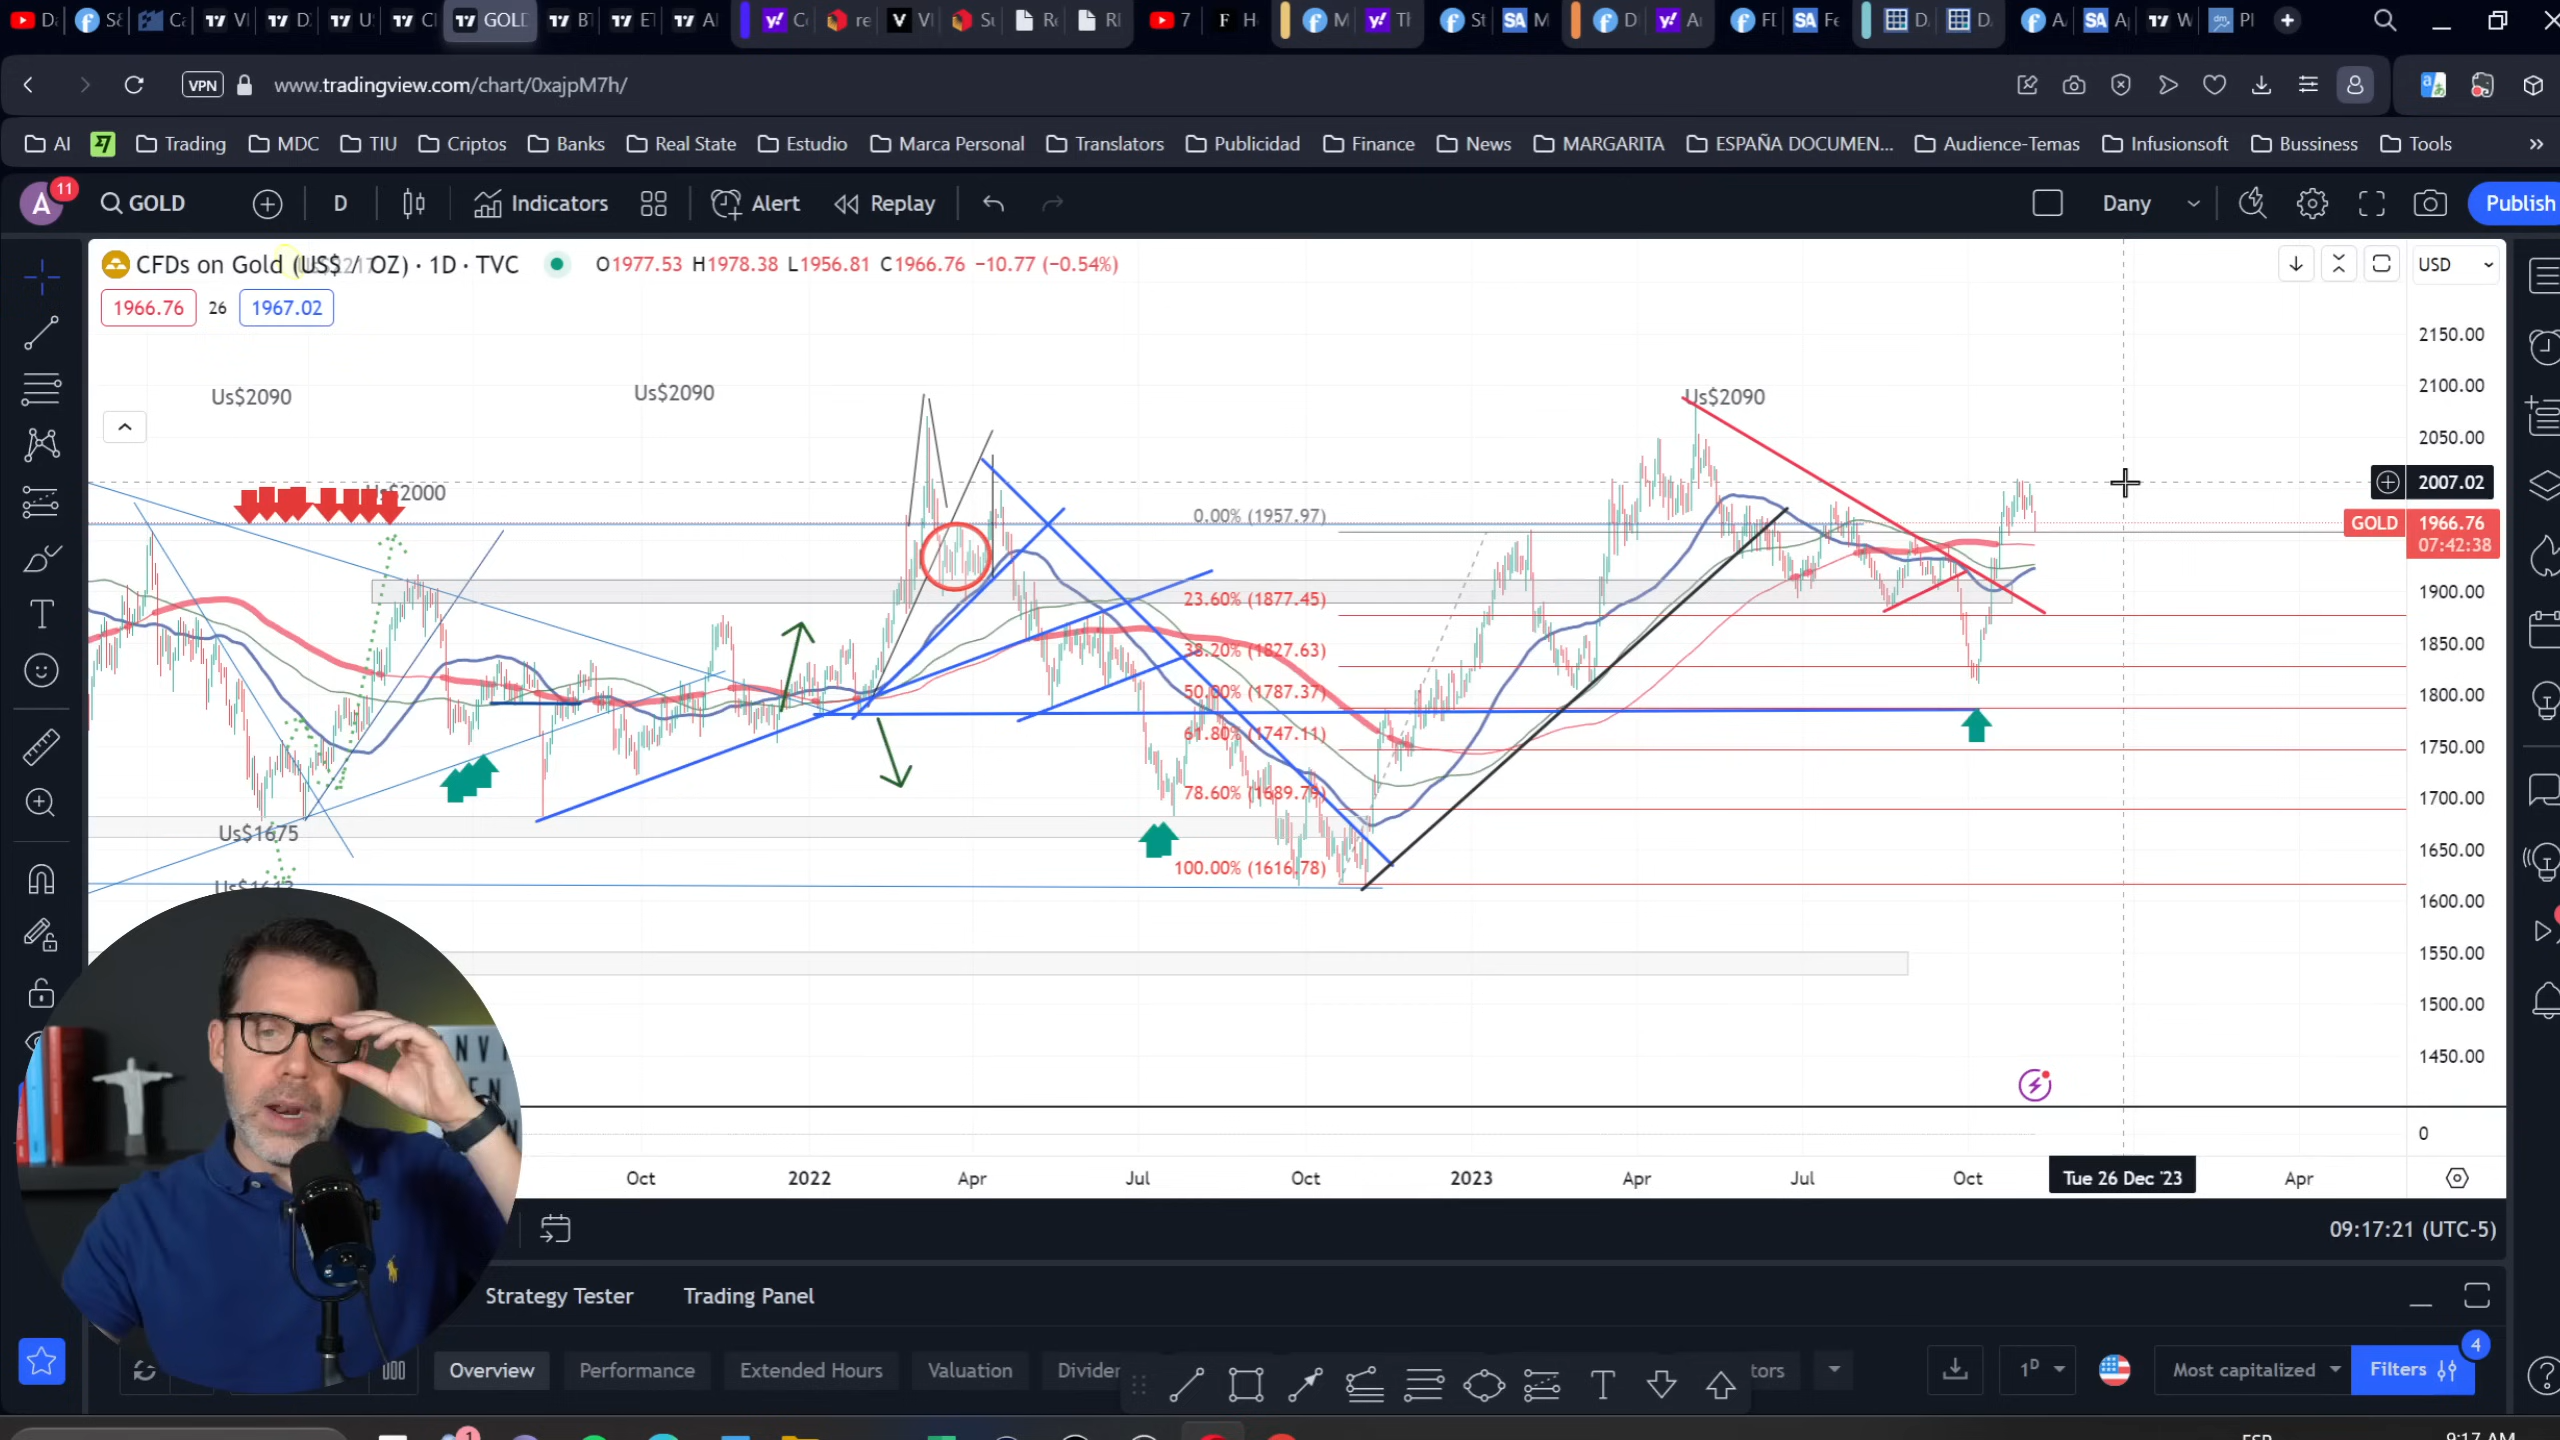 GOLD
www.tradingview.com/chart/0xajpM7h/
VPN
AI
Trading
MDC
TIU
Criptos
Banks
Real State
Estudio
Marca Personal
Translators
Publicidad
Finance
News
MARGARITA
ESPAÑA DOCUMEN...
Audience-Temas
Infusionsoft
Bussiness
Tools
A
11
GOLD
D
Indicators
Alert
Replay
Dany
Publish
CFDs on Gold (US$ / OZ) · 1D · TVC
O1977.53 H1978.38 L1956.81 C1966.76 −10.77 (−0.54%)
USD
1966.76
26
1967.02
2150.00
2100.00
2050.00
2007.02
GOLD
1966.76
07:42:38
1900.00
1850.00
1800.00
1750.00
1700.00
1650.00
1600.00
1550.00
1500.00
1450.00
0
Us$2090
Us$2090
Us$2090
Us$2000
Us$1675
0.00% (1957.97)
23.60% (1877.45)
38.20% (1827.63)
50.00% (1787.37)
61.80% (1747.11)
78.60% (1689.79)
100.00% (1616.78)
Oct
2022
Apr
Jul
Oct
2023
Apr
Jul
Oct
Tue 26 Dec '23
Apr
09:17:21 (UTC-5)
Strategy Tester
Trading Panel
Overview
Performance
Extended Hours
Valuation
1D
Most capitalized
Filters
4
1